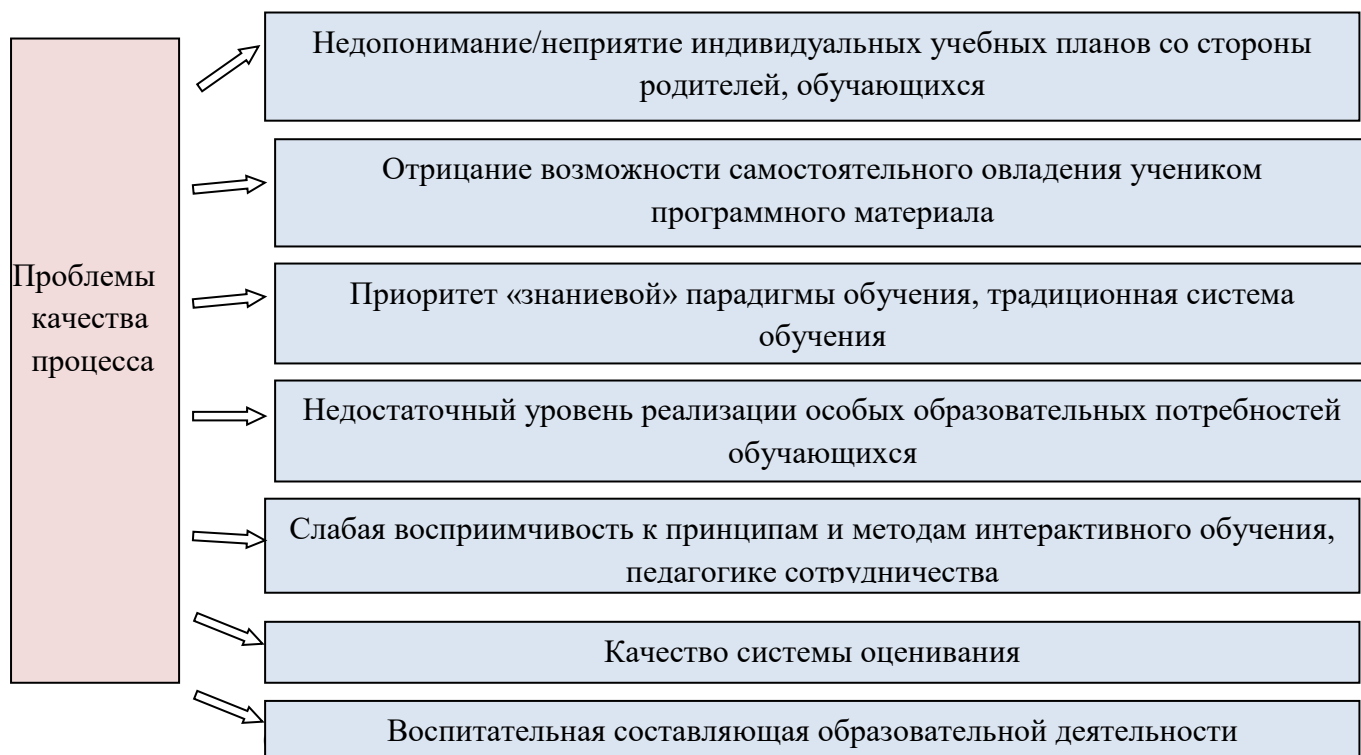 Проблемы
качества
процесса
Недопонимание/неприятие индивидуальных учебных планов со стороны
родителей, обучающихся
Отрицание возможности самостоятельного овладения учеником
программного материала
Приоритет «знаниевой» парадигмы обучения, традиционная система
обучения
Недостаточный уровень реализации особых образовательных потребностей
обучающихся
Слабая восприимчивость к принципам и методам интерактивного обучения,
педагогике сотрудничества
Качество системы оценивания
Воспитательная составляющая образовательной деятельности